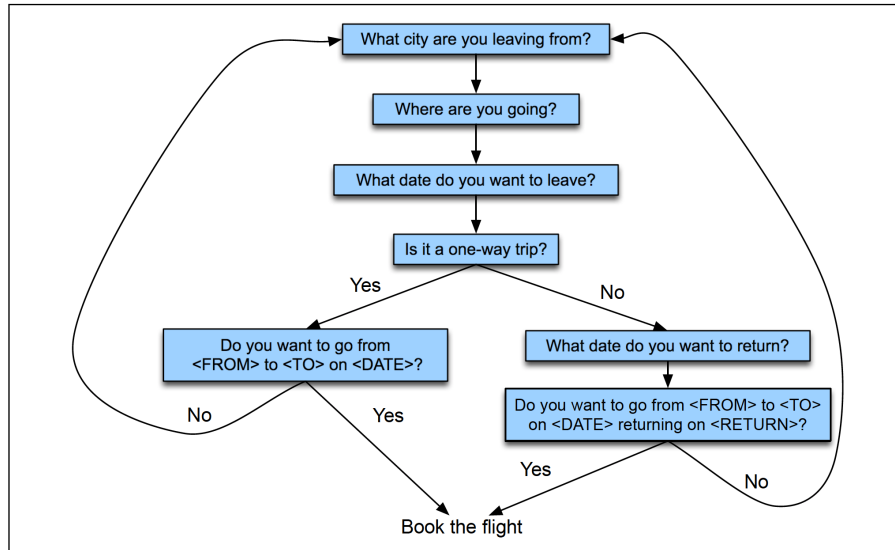 What city are you leaving from?
Where are you going?
What date do you want to leave?
Is it a one-way trip?
Yes
No
Do you want to go from
<FROM> to <TO> on <DATE>?
What date do you want to return?
Do you want to go from <FROM> to <TO>
on <DATE> returning on <RETURN>?
No
Yes
Yes
No
Book the flight